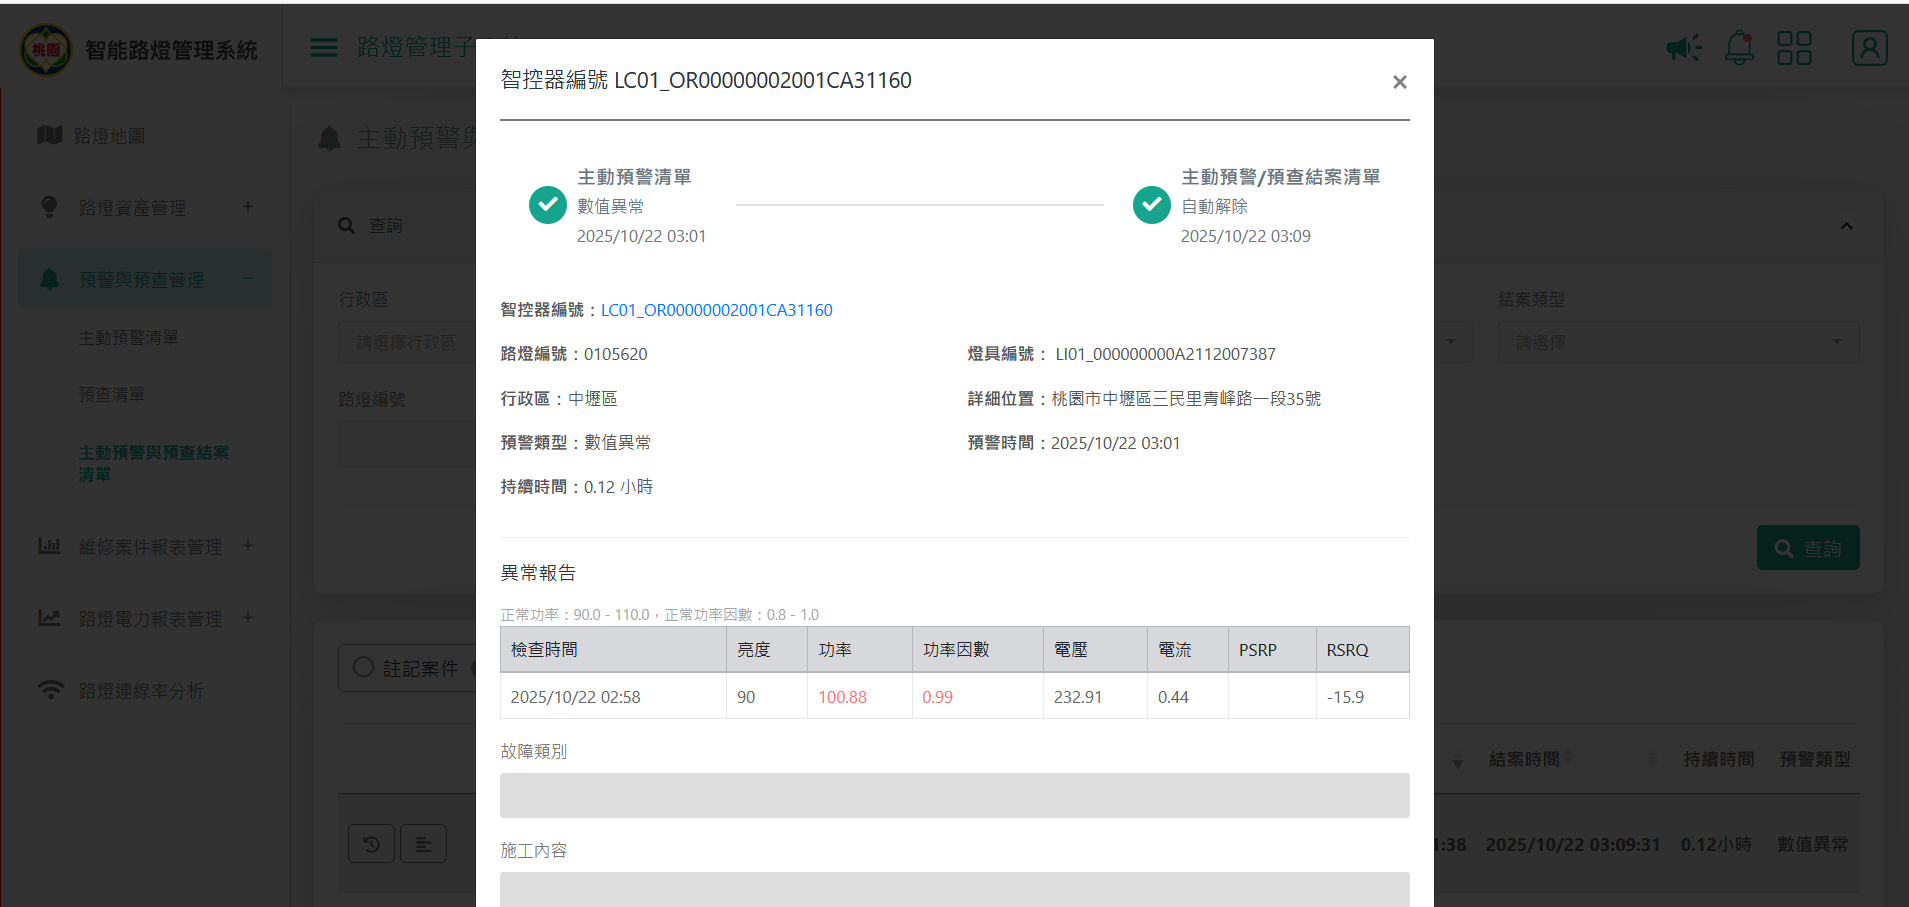 桃園
智能路燈管理系統
路燈管理子
路燈地圖
路燈資產管理 +
預警與預查管理 −
主動預警清單
預查清單
主動預警與預查結案
清單
維修案件報表管理 +
路燈電力報表管理 +
路燈連線率分析
主動預警與
查詢
行政區
請選擇行政區
路燈編號
結案類型
請選擇
查詢
註記案件
智控器編號 LC01_OR00000002001CA31160
×
主動預警清單
數值異常
2025/10/22 03:01
主動預警/預查結案清單
自動解除
2025/10/22 03:09
智控器編號：LC01_OR00000002001CA31160
路燈編號：0105620
燈具編號： LI01_000000000A2112007387
行政區：中壢區
詳細位置：桃園市中壢區三民里青峰路一段35號
預警類型：數值異常
預警時間：2025/10/22 03:01
持續時間：0.12 小時
異常報告
正常功率：90.0 - 110.0，正常功率因數：0.8 - 1.0
檢查時間 亮度 功率 功率因數 電壓 電流 PSRP RSRQ
2025/10/22 02:58 90 100.88 0.99 232.91 0.44 -15.9
故障類別
施工內容
結案時間 持續時間 預警類型
1:38 2025/10/22 03:09:31 0.12小時 數值異常